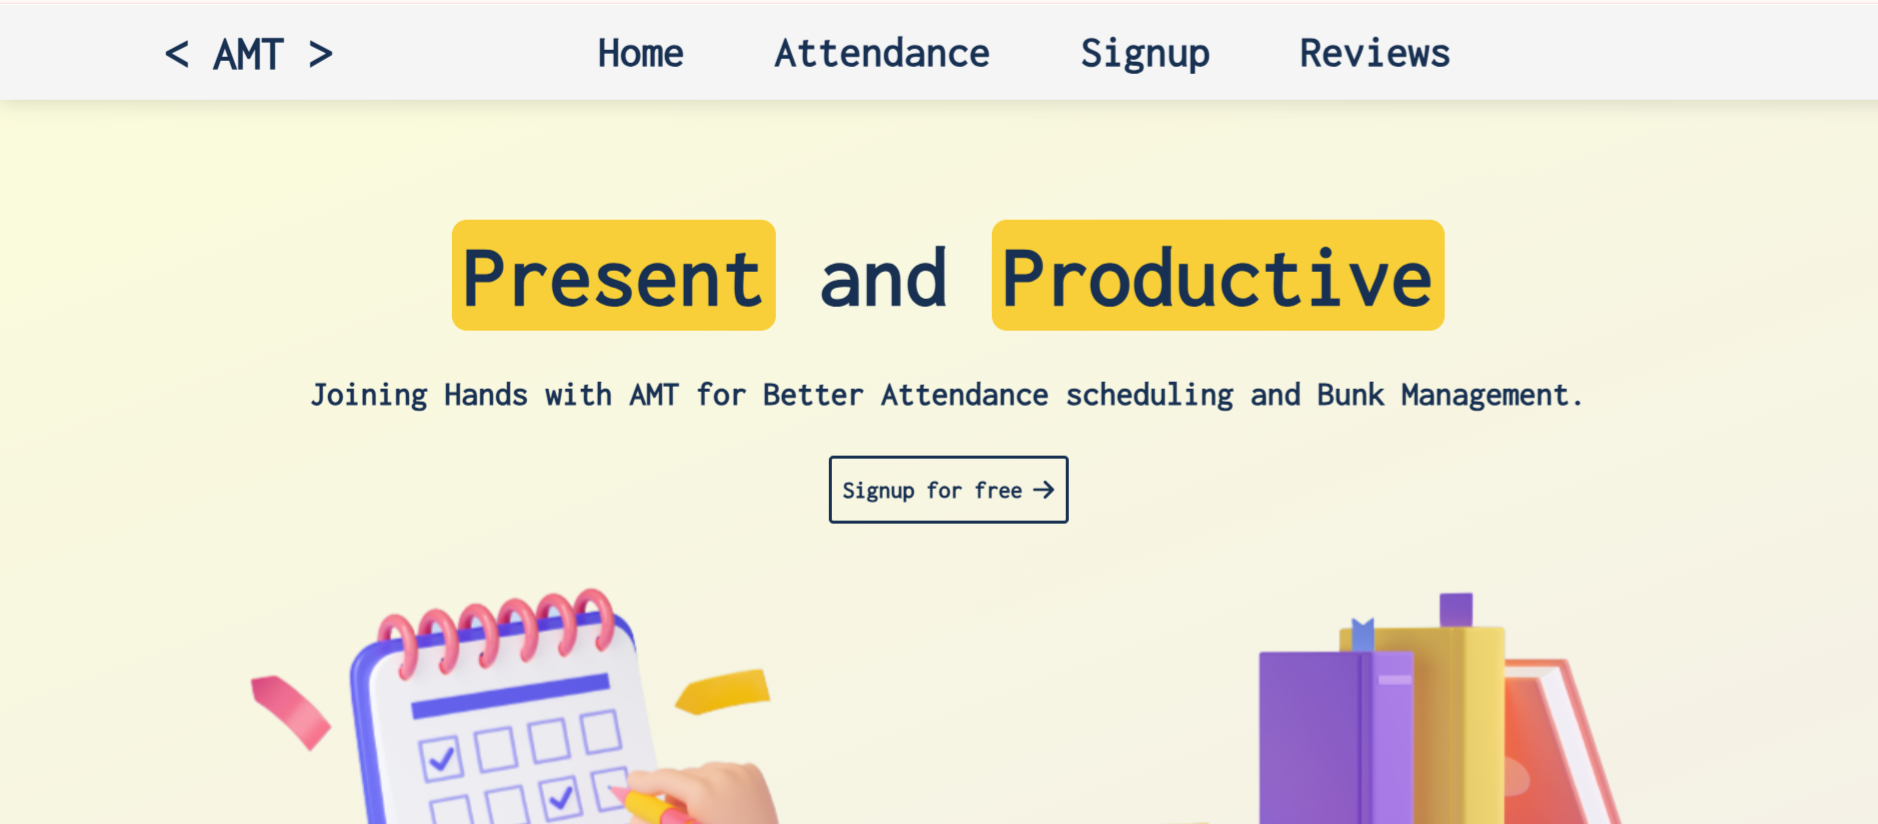 < AMT > Home Attendance Signup Reviews
Present and Productive
Joining Hands with AMT for Better Attendance scheduling and Bunk Management.
Signup for free →